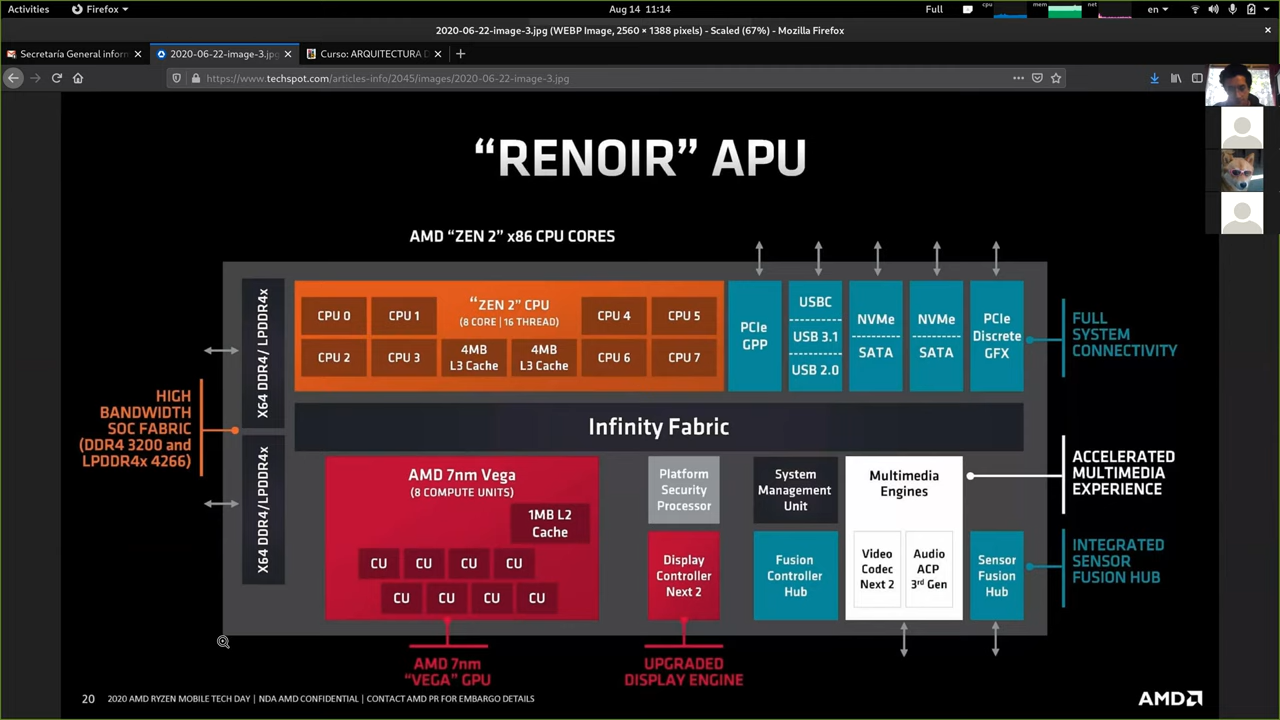 Activities
Firefox
Aug 14 11:14
Full
cpu
mem
net
en
2020-06-22-image-3.jpg (WEBP Image, 2560 × 1388 pixels) - Scaled (67%) - Mozilla Firefox
Secretaría General inform
2020-06-22-image-3.jpg
Curso: ARQUITECTURA D
https://www.techspot.com/articles-info/2045/images/2020-06-22-image-3.jpg
“RENOIR” APU
AMD “ZEN 2” x86 CPU CORES
X64 DDR4/ LPDDR4x
X64 DDR4/LPDDR4x
HIGH
BANDWIDTH
SOC FABRIC
(DDR4 3200 and
LPDDR4x 4266)
CPU 0
CPU 1
“ZEN 2” CPU
(8 CORE | 16 THREAD)
CPU 4
CPU 5
CPU 2
CPU 3
4MB
L3 Cache
4MB
L3 Cache
CPU 6
CPU 7
PCIe
GPP
USBC
USB 3.1
USB 2.0
NVMe
SATA
NVMe
SATA
PCIe
Discrete
GFX
FULL
SYSTEM
CONNECTIVITY
Infinity Fabric
AMD 7nm Vega
(8 COMPUTE UNITS)
1MB L2
Cache
CU
CU
CU
CU
CU
CU
CU
CU
Platform
Security
Processor
System
Management
Unit
Multimedia
Engines
Display
Controller
Next 2
Fusion
Controller
Hub
Video
Codec
Next 2
Audio
ACP
3rd Gen
Sensor
Fusion
Hub
ACCELERATED
MULTIMEDIA
EXPERIENCE
INTEGRATED
SENSOR
FUSION HUB
AMD 7nm
“VEGA” GPU
UPGRADED
DISPLAY ENGINE
20 2020 AMD RYZEN MOBILE TECH DAY | NDA AMD CONFIDENTIAL | CONTACT AMD PR FOR EMBARGO DETAILS
AMD